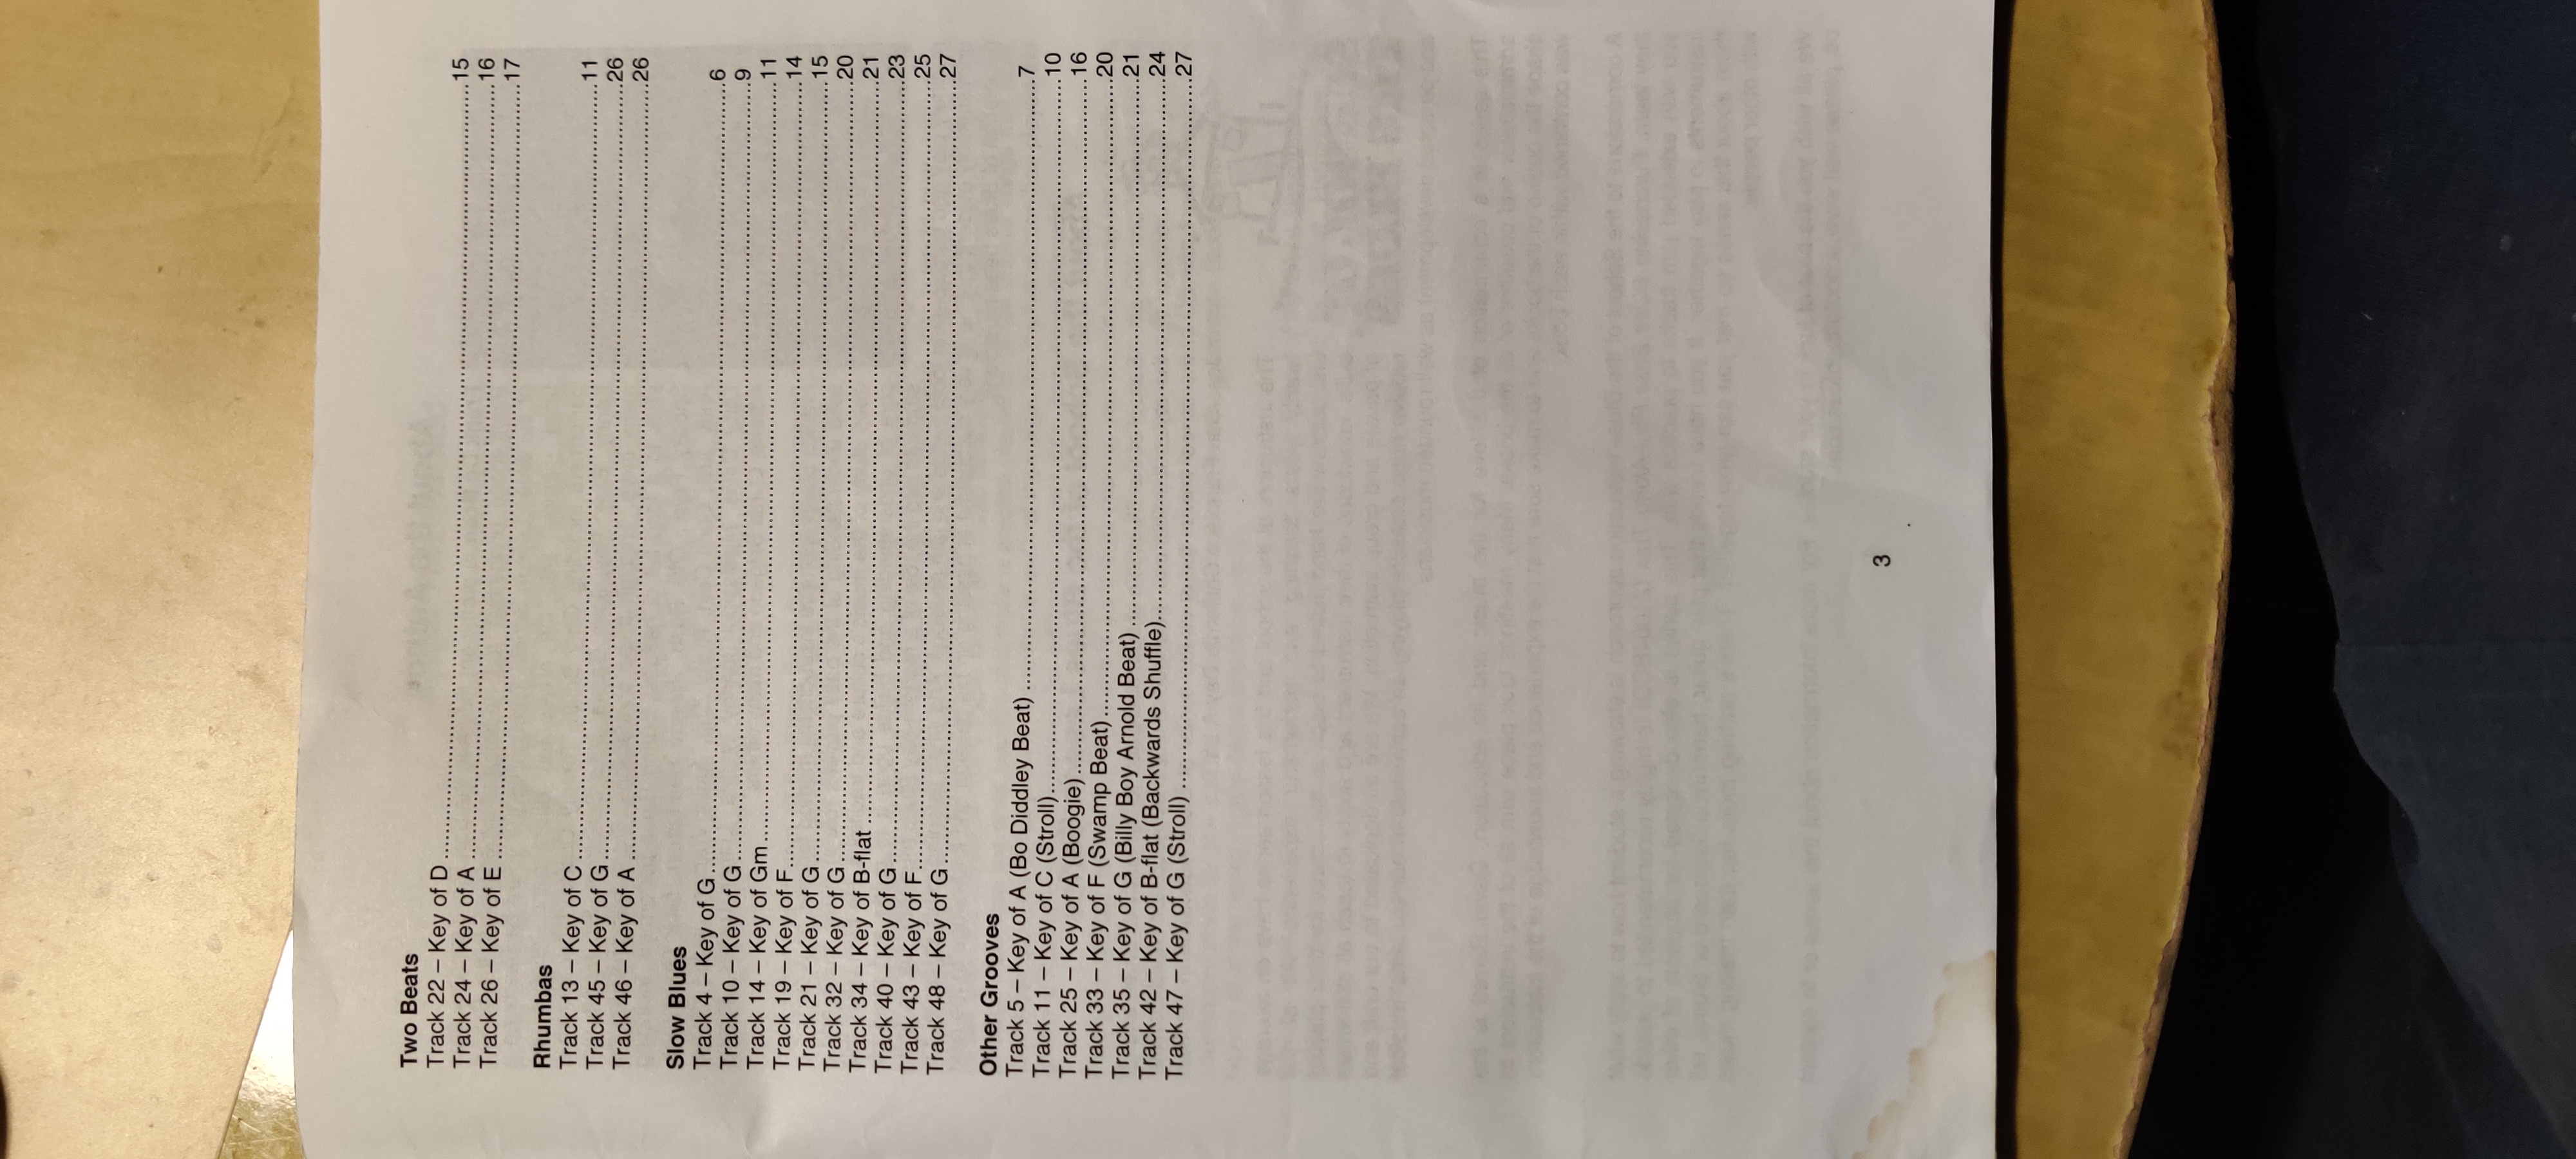 Two Beats
Track 22 – Key of D ........ 15
Track 24 – Key of A ........ 16
Track 26 – Key of E ........ 17
Rhumbas
Track 13 – Key of C ........ 11
Track 45 – Key of G ........ 26
Track 46 – Key of A ........ 26
Slow Blues
Track 4 – Key of G ........ 6
Track 10 – Key of G ........ 9
Track 14 – Key of Gm ........ 11
Track 19 – Key of F ........ 14
Track 21 – Key of G ........ 15
Track 32 – Key of G ........ 20
Track 34 – Key of B-flat ........ 21
Track 40 – Key of G ........ 23
Track 43 – Key of F ........ 25
Track 48 – Key of G ........ 27
Other Grooves
Track 5 – Key of A (Bo Diddley Beat) ........ 7
Track 11 – Key of C (Stroll) ........ 10
Track 25 – Key of A (Boogie) ........ 16
Track 33 – Key of F (Swamp Beat) ........ 20
Track 35 – Key of G (Billy Boy Arnold Beat) ........ 21
Track 42 – Key of B-flat (Backwards Shuffle) ........ 24
Track 47 – Key of G (Stroll) ........ 27
3